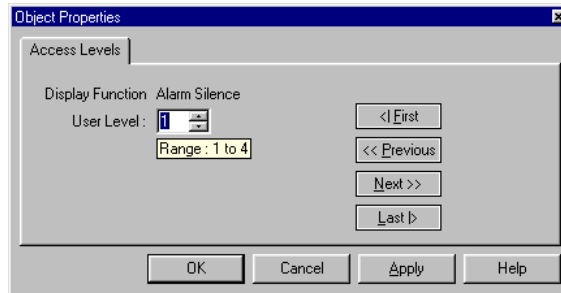 Object Properties
Access Levels
Display Function Alarm Silence
User Level : 1
Range : 1 to 4
<| First
<< Previous
Next >>
Last |>
OK Cancel Apply Help